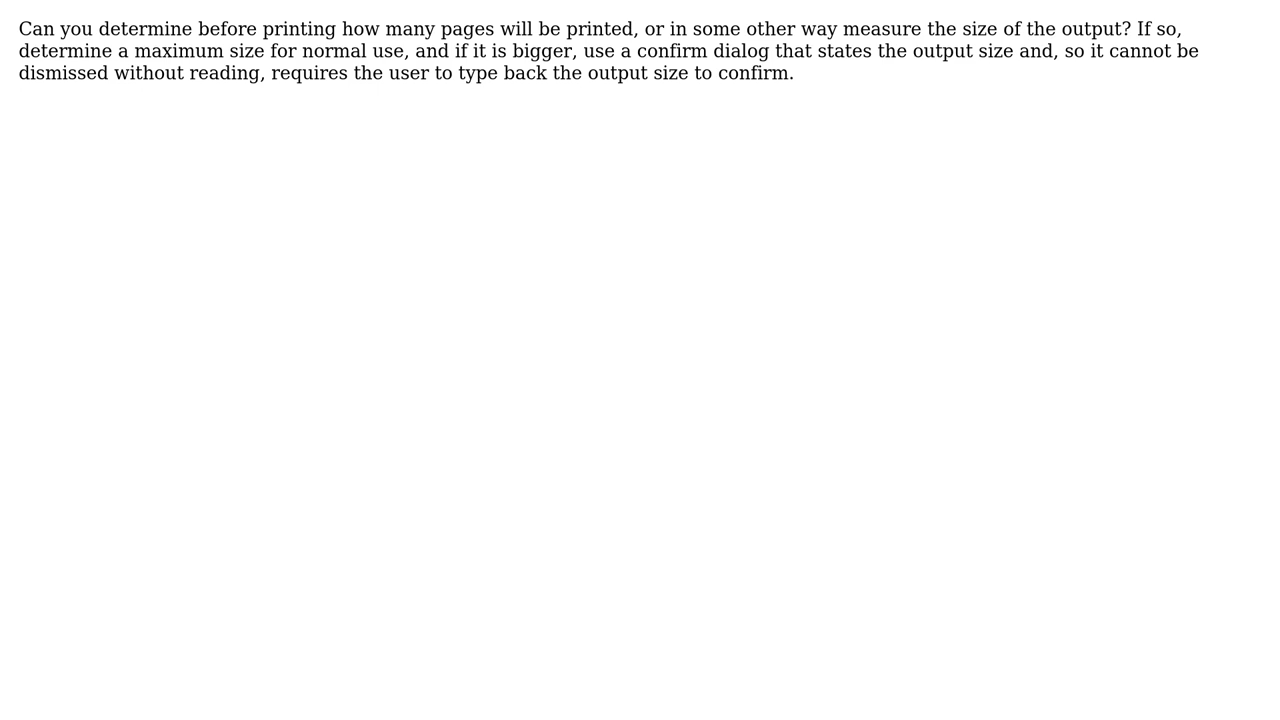 Can you determine before printing how many pages will be printed, or in some other way measure the size of the output? If so,
determine a maximum size for normal use, and if it is bigger, use a confirm dialog that states the output size and, so it cannot be
dismissed without reading, requires the user to type back the output size to confirm.